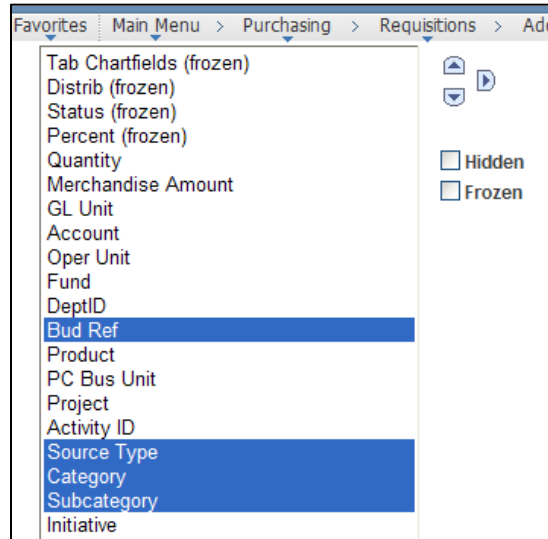 Favorites Main Menu > Purchasing > Requisitions > Add
Tab Chartfields (frozen)
Distrib (frozen)
Status (frozen)
Percent (frozen)
Quantity
Merchandise Amount
GL Unit
Account
Oper Unit
Fund
DeptID
Bud Ref
Product
PC Bus Unit
Project
Activity ID
Source Type
Category
Subcategory
Initiative
Hidden
Frozen